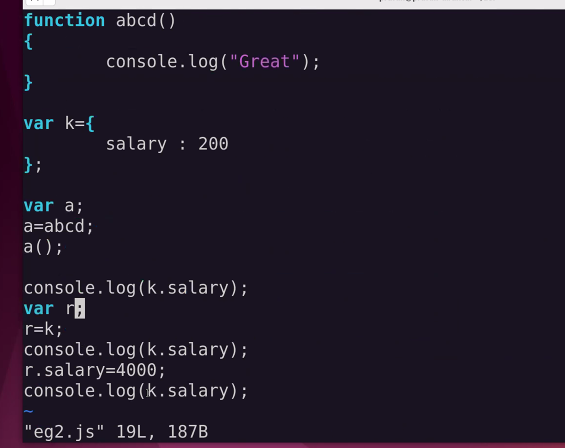 function abcd()
{
console.log("Great");
}
var k={
salary : 200
};
var a;
a=abcd;
a();
console.log(k.salary);
var r;
r=k;
console.log(k.salary);
r.salary=4000;
console.log(k.salary);
~
"eg2.js" 19L, 187B